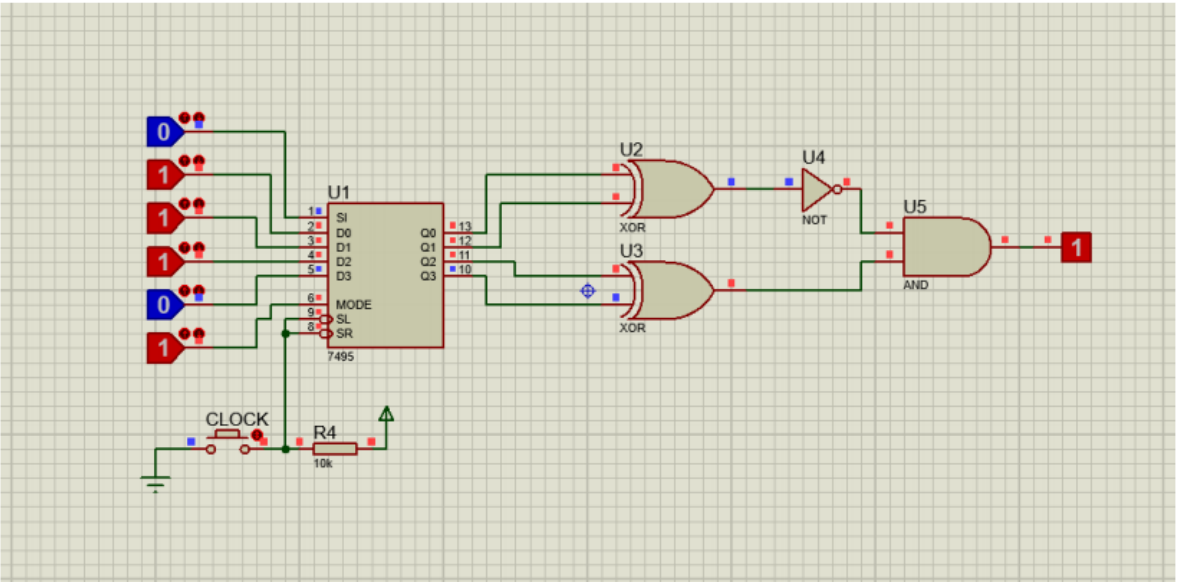 0
1
1
1
0
1
U1
1 SI
2 D0
3 D1
4 D2
5 D3
6 MODE
9 SL
8 SR
Q0 13
Q1 12
Q2 11
Q3 10
7495
U2
XOR
U3
XOR
U4
NOT
U5
AND
1
CLOCK
R4
10k